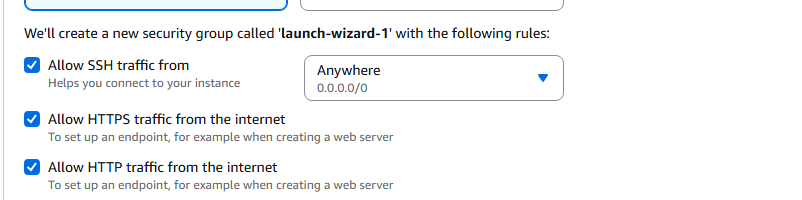 We'll create a new security group called 'launch-wizard-1' with the following rules:
Allow SSH traffic from
Helps you connect to your instance
Anywhere
0.0.0.0/0
Allow HTTPS traffic from the internet
To set up an endpoint, for example when creating a web server
Allow HTTP traffic from the internet
To set up an endpoint, for example when creating a web server